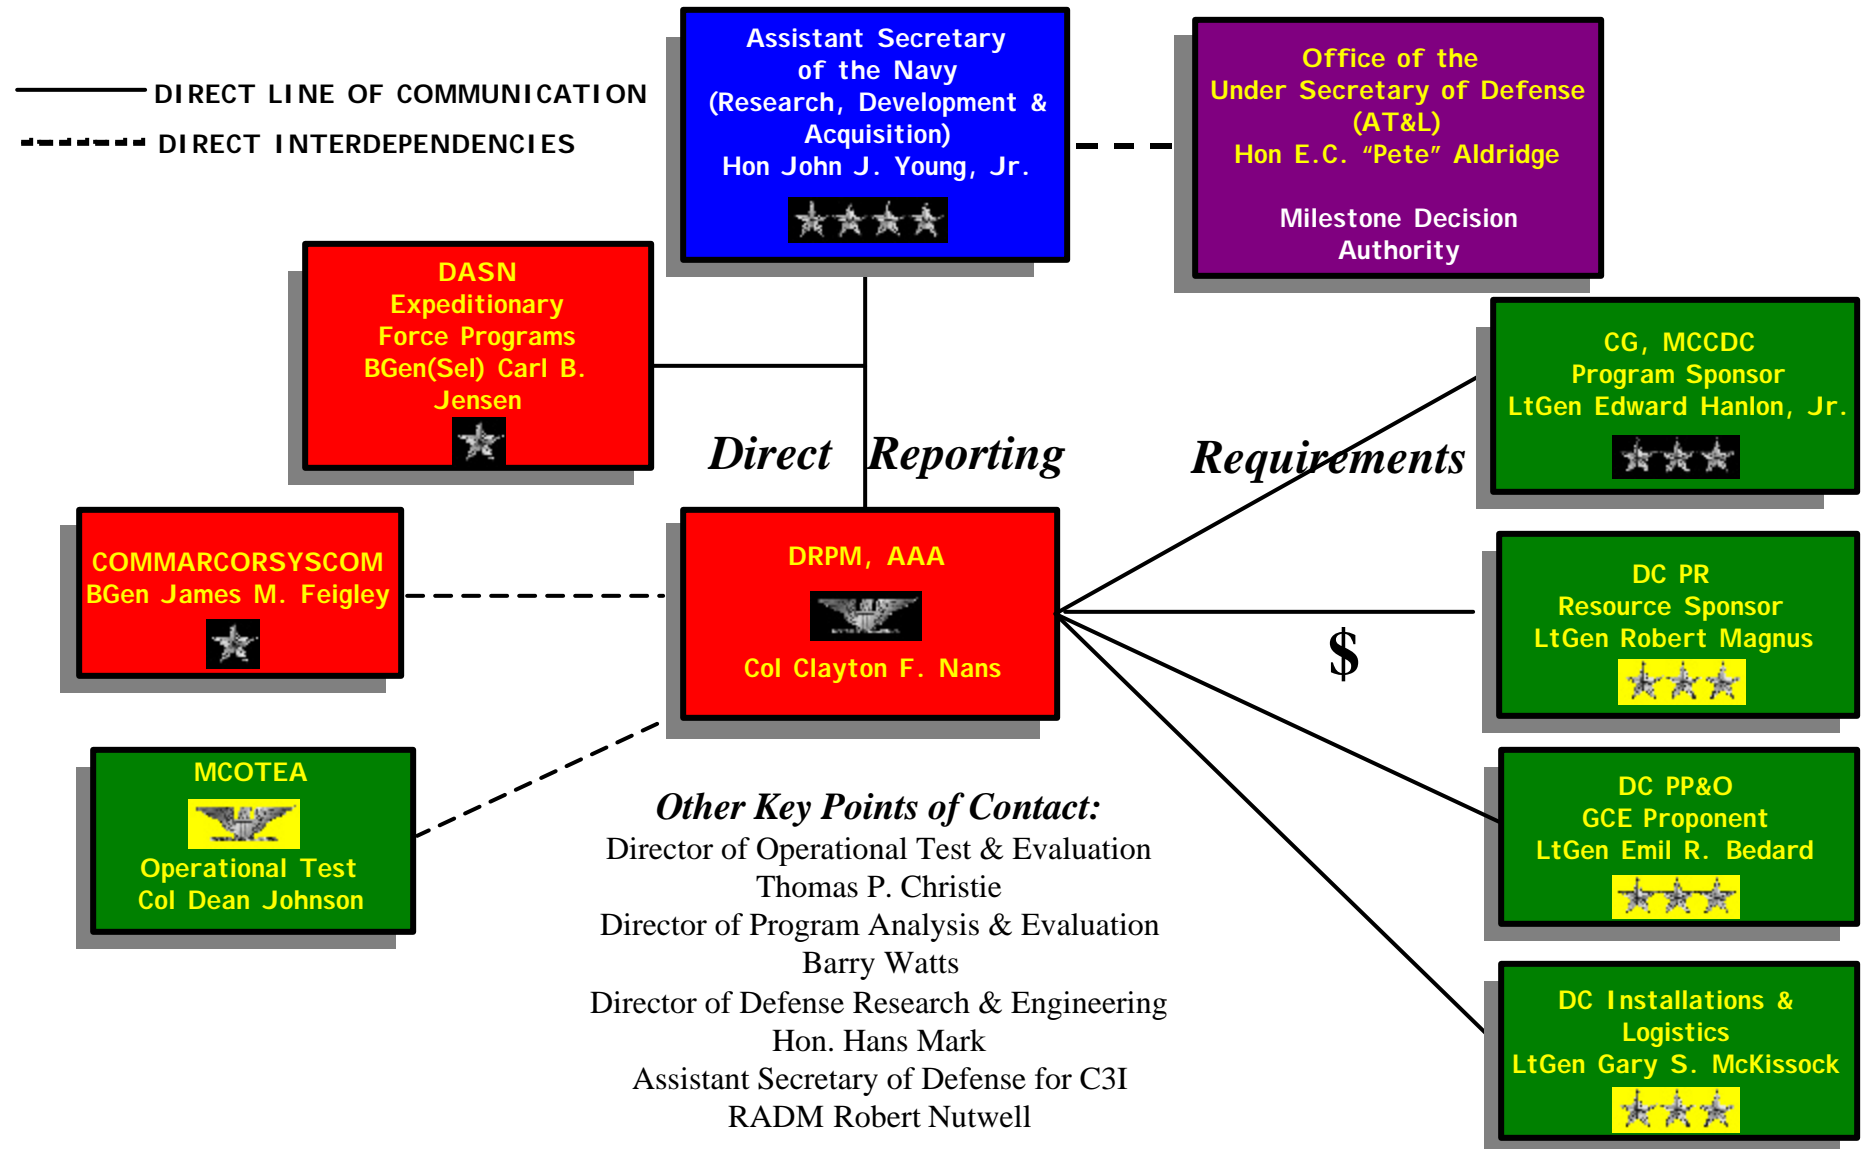 DIRECT LINE OF COMMUNICATION
DIRECT INTERDEPENDENCIES
Assistant Secretary
of the Navy
(Research, Development &
Acquisition)
Hon John J. Young, Jr.
Office of the
Under Secretary of Defense
(AT&L)
Hon E.C. “Pete” Aldridge
Milestone Decision
Authority
DASN
Expeditionary
Force Programs
BGen(Sel) Carl B.
Jensen
CG, MCCDC
Program Sponsor
LtGen Edward Hanlon, Jr.
Direct Reporting
Requirements
COMMARCORSYSCOM
BGen James M. Feigley
DRPM, AAA
Col Clayton F. Nans
DC PR
Resource Sponsor
LtGen Robert Magnus
$
MCOTEA
Operational Test
Col Dean Johnson
DC PP&O
GCE Proponent
LtGen Emil R. Bedard
Other Key Points of Contact:
Director of Operational Test & Evaluation
Thomas P. Christie
Director of Program Analysis & Evaluation
Barry Watts
Director of Defense Research & Engineering
Hon. Hans Mark
Assistant Secretary of Defense for C3I
RADM Robert Nutwell
DC Installations &
Logistics
LtGen Gary S. McKissock